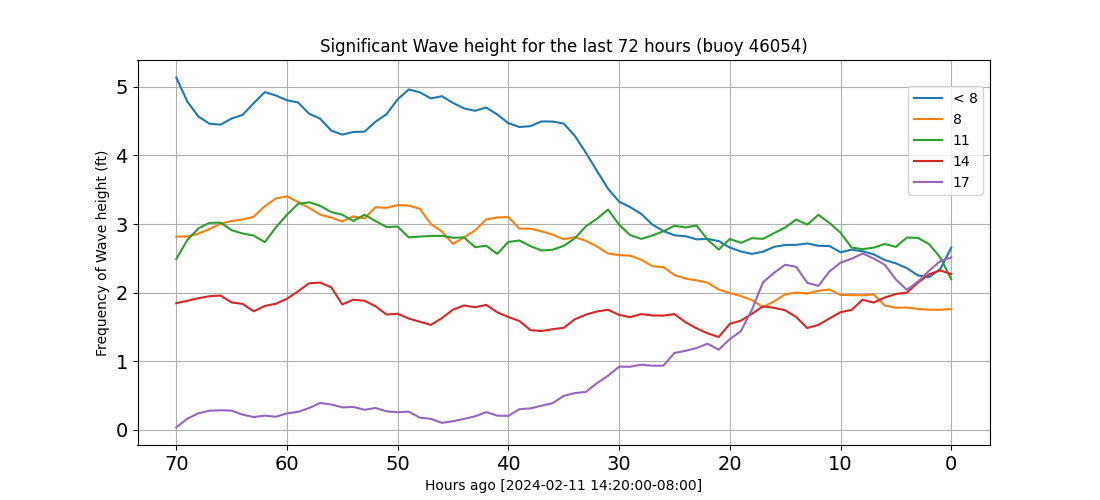 Significant Wave height for the last 72 hours (buoy 46054)
Frequency of Wave height (ft)
5
4
3
2
1
0
< 8
8
11
14
17
70 60 50 40 30 20 10 0
Hours ago [2024-02-11 14:20:00-08:00]